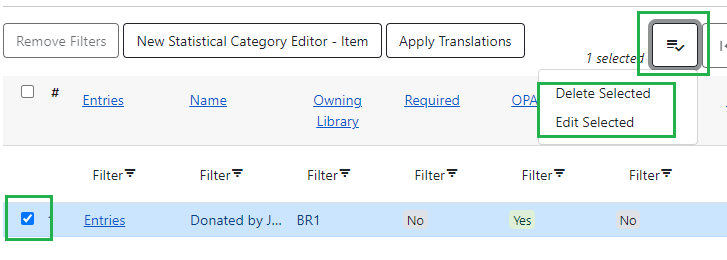 Remove Filters New Statistical Category Editor - Item Apply Translations
1 selected
Delete Selected
Edit Selected
# Entries Name Owning Library Required OPA
Filter Filter Filter Filter Filter Filter
Entries Donated by J... BR1 No Yes No